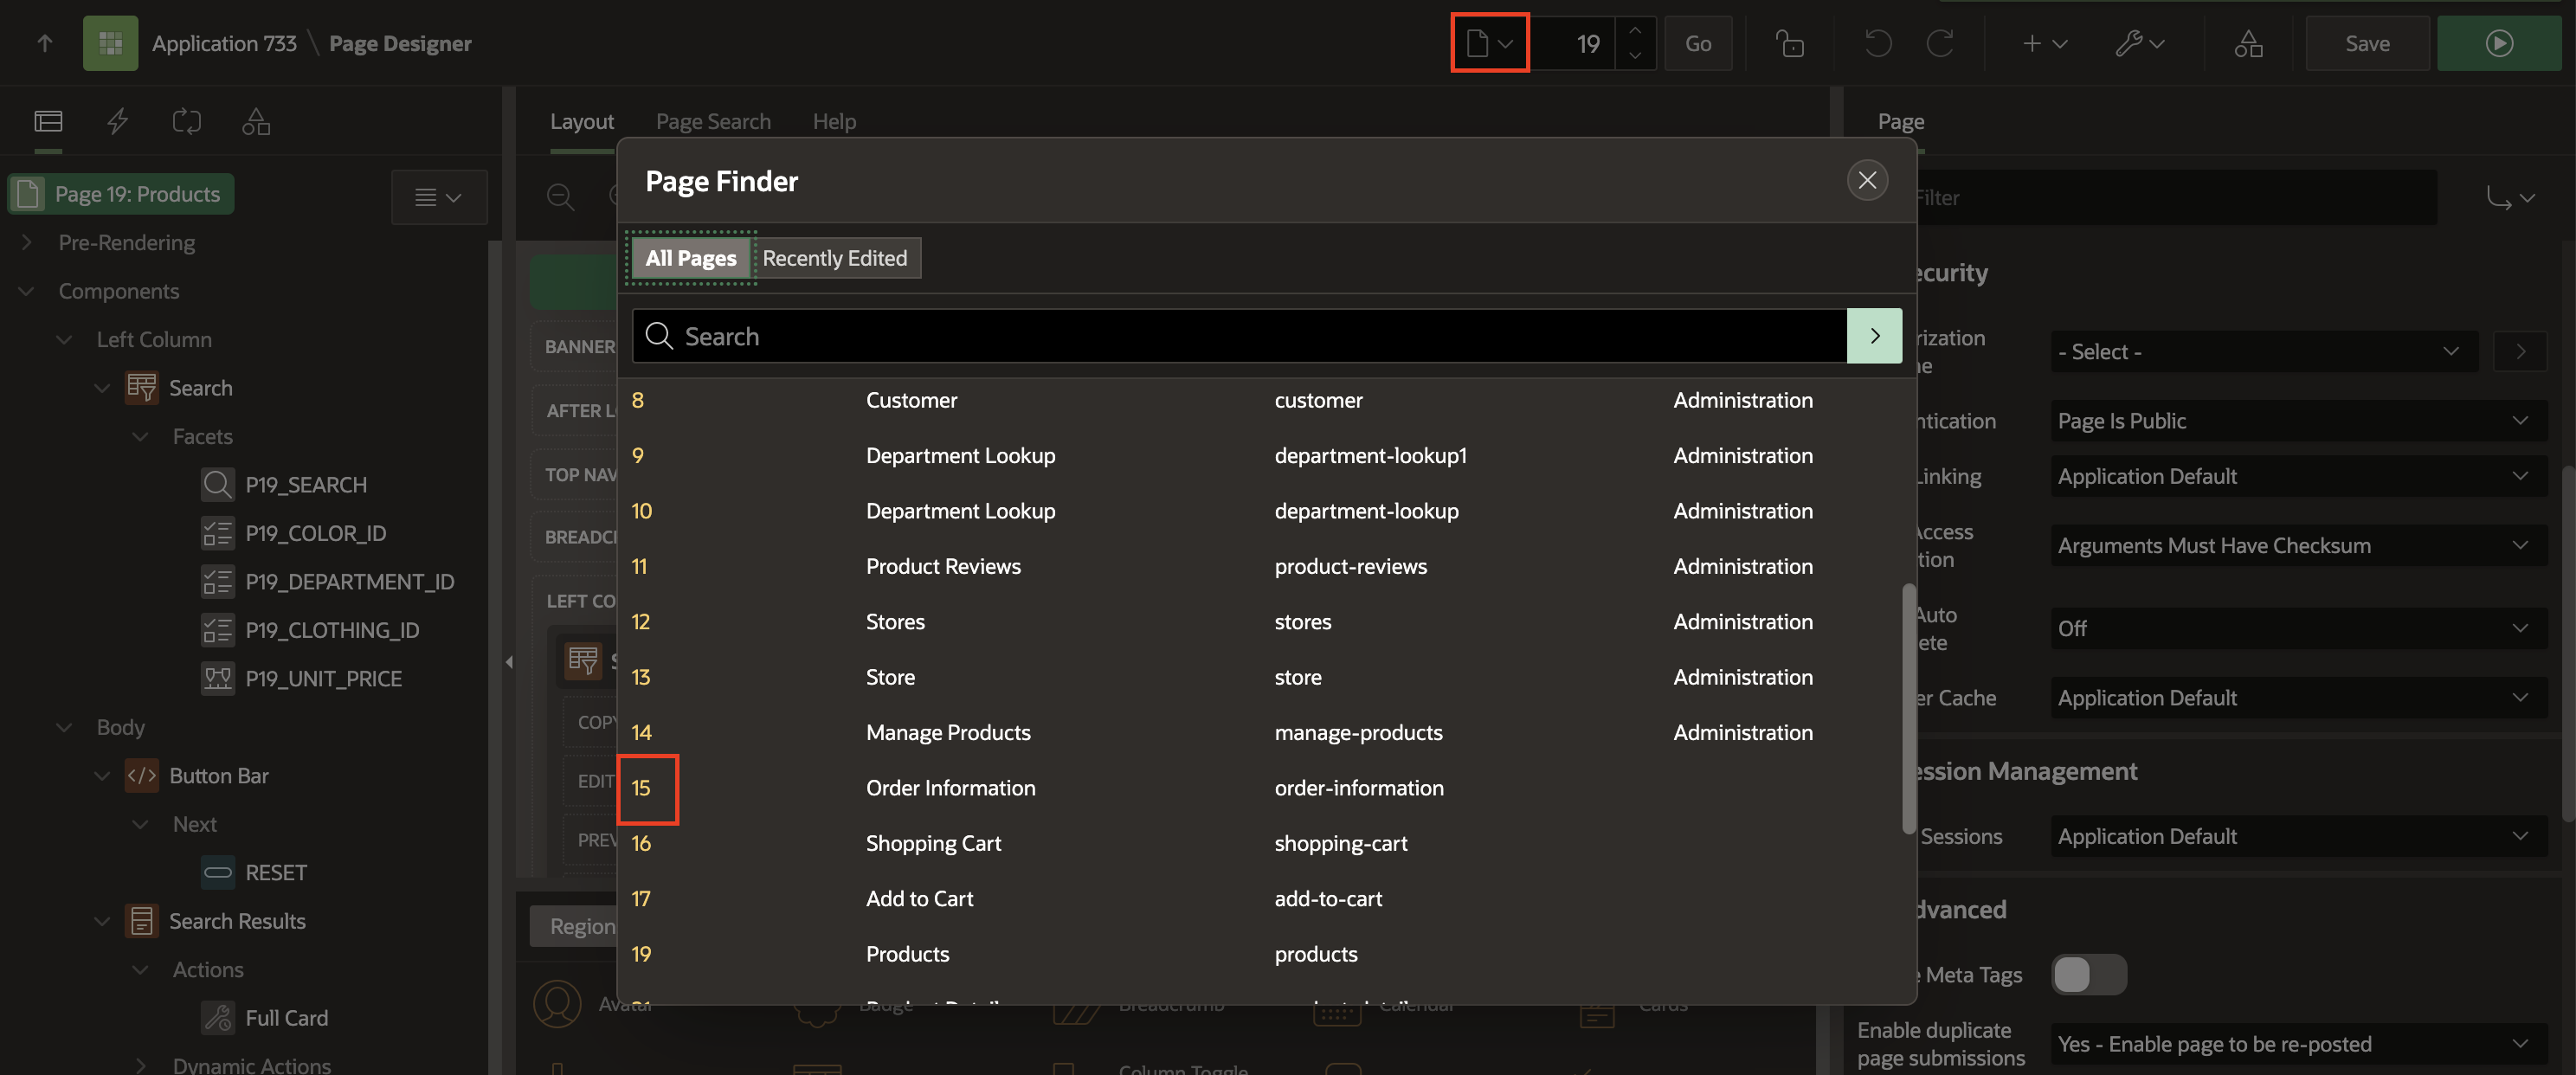 Application 733 \ Page Designer
19
Go
Save
Layout
Page Search
Help
Page
Page 19: Products
Pre-Rendering
Components
Left Column
Search
Facets
P19_SEARCH
P19_COLOR_ID
P19_DEPARTMENT_ID
P19_CLOTHING_ID
P19_UNIT_PRICE
Body
Button Bar
Next
RESET
Search Results
Actions
Full Card
Dynamic Actions
BANNER
AFTER L
TOP NAV
BREADC
LEFT CO
COPY
EDIT
PREV
Region
Page Finder
All Pages
Recently Edited
Search
8 Customer customer Administration
9 Department Lookup department-lookup1 Administration
10 Department Lookup department-lookup Administration
11 Product Reviews product-reviews Administration
12 Stores stores Administration
13 Store store Administration
14 Manage Products manage-products Administration
15 Order Information order-information
16 Shopping Cart shopping-cart
17 Add to Cart add-to-cart
19 Products products
Avatar
Badge
Breadcrumb
Calendar
Cards
Column Toggle
Filter
ecurity
rization
e
- Select -
ntication
Page Is Public
Linking
Application Default
Access
tion
Arguments Must Have Checksum
Auto
ete
Off
er Cache
Application Default
ession Management
Sessions
Application Default
dvanced
e Meta Tags
Enable duplicate
page submissions
Yes - Enable page to be re-posted